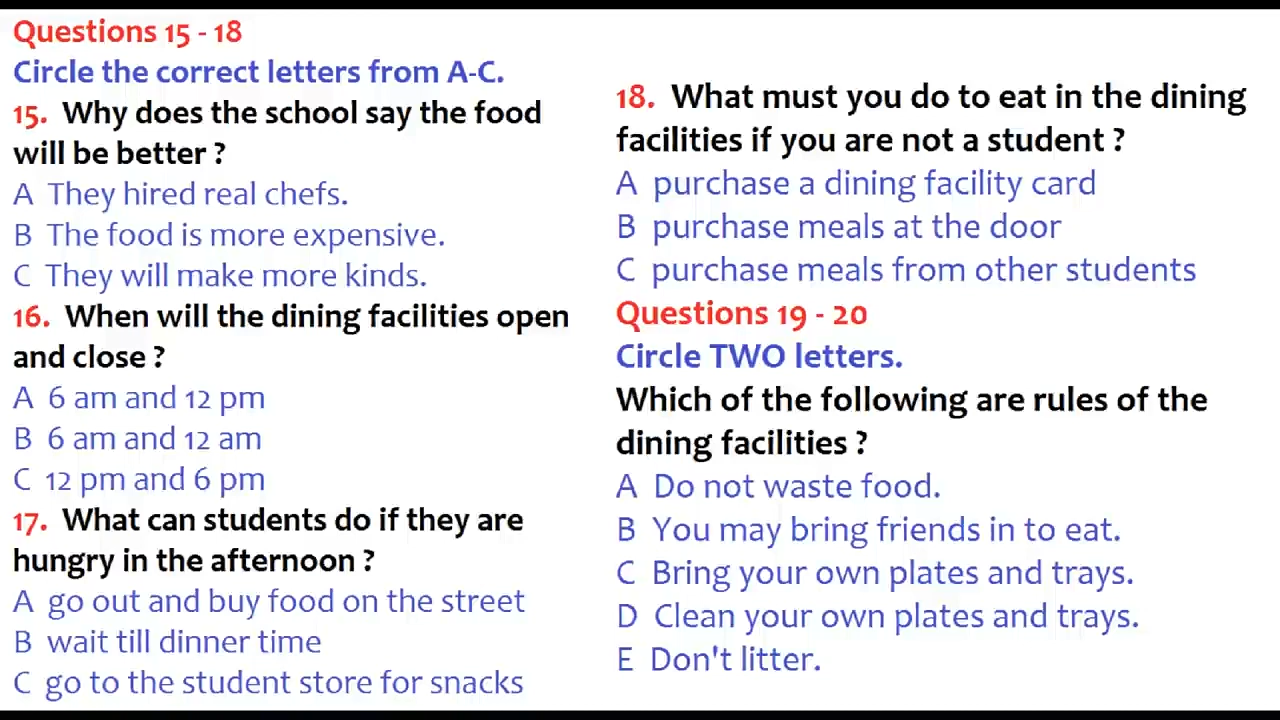 Questions 15 - 18
Circle the correct letters from A-C.
15. Why does the school say the food
will be better ?
A They hired real chefs.
B The food is more expensive.
C They will make more kinds.
16. When will the dining facilities open
and close ?
A 6 am and 12 pm
B 6 am and 12 am
C 12 pm and 6 pm
17. What can students do if they are
hungry in the afternoon ?
A go out and buy food on the street
B wait till dinner time
C go to the student store for snacks
18. What must you do to eat in the dining
facilities if you are not a student ?
A purchase a dining facility card
B purchase meals at the door
C purchase meals from other students
Questions 19 - 20
Circle TWO letters.
Which of the following are rules of the
dining facilities ?
A Do not waste food.
B You may bring friends in to eat.
C Bring your own plates and trays.
D Clean your own plates and trays.
E Don't litter.